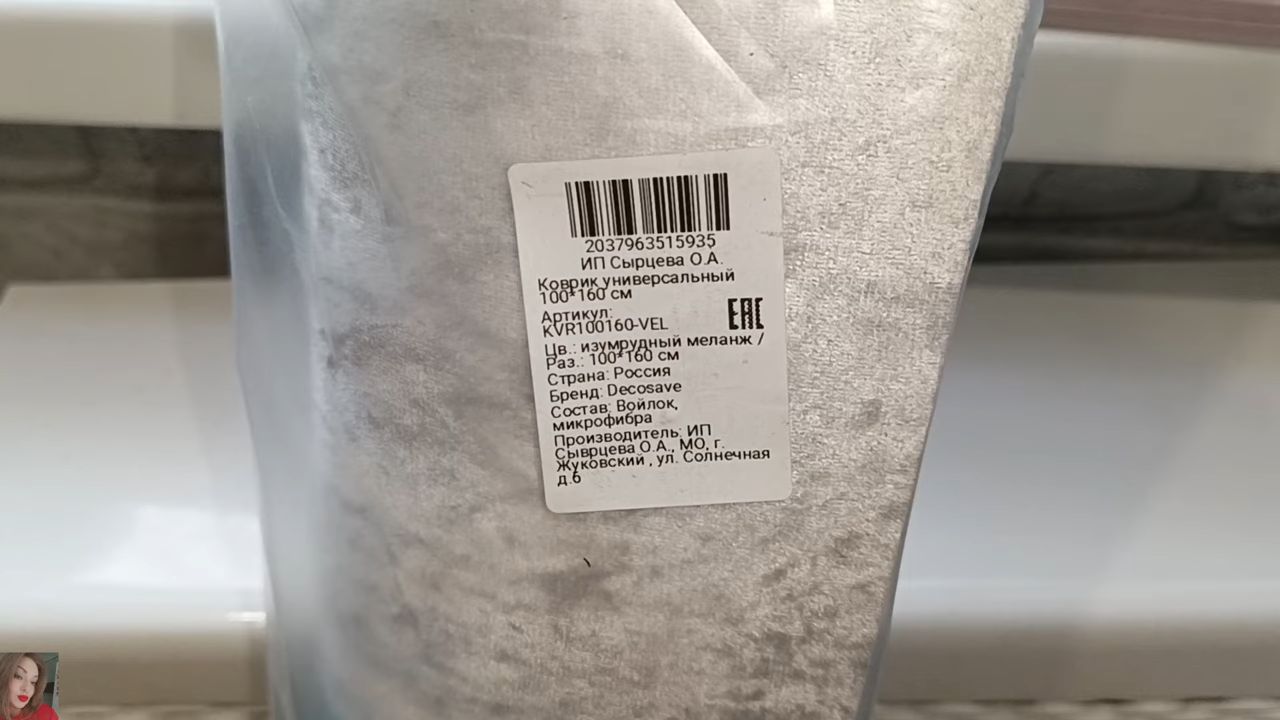 2037963515935
ИП Сырцева О.А.
Коврик универсальный
100*160 см
Артикул:
KVR100160-VEL
EAC
Цв.: изумрудный меланж /
Раз.: 100*160 см
Страна: Россия
Бренд: Decosave
Состав: Войлок,
микрофибра
Производитель: ИП
Сыврцева О.А., МО, г.
Жуковский , ул. Солнечная
д.6